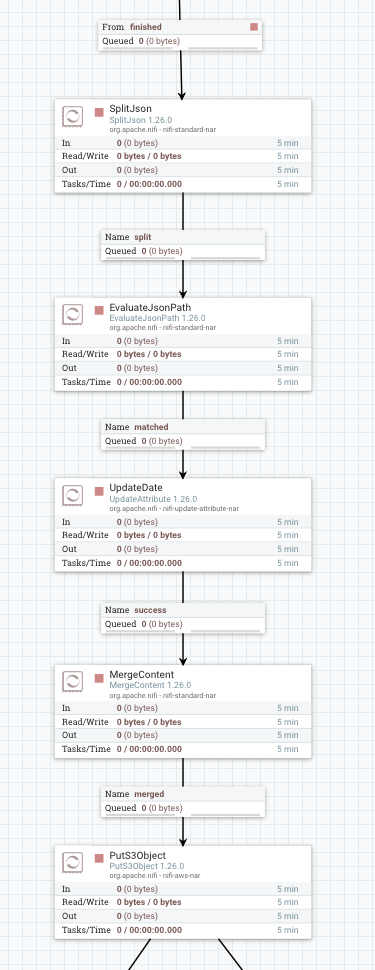 From finished
Queued 0 (0 bytes)
SplitJson
SplitJson 1.26.0
org.apache.nifi - nifi-standard-nar
In 0 (0 bytes) 5 min
Read/Write 0 bytes / 0 bytes 5 min
Out 0 (0 bytes) 5 min
Tasks/Time 0 / 00:00:00.000 5 min
Name split
Queued 0 (0 bytes)
EvaluateJsonPath
EvaluateJsonPath 1.26.0
org.apache.nifi - nifi-standard-nar
In 0 (0 bytes) 5 min
Read/Write 0 bytes / 0 bytes 5 min
Out 0 (0 bytes) 5 min
Tasks/Time 0 / 00:00:00.000 5 min
Name matched
Queued 0 (0 bytes)
UpdateDate
UpdateAttribute 1.26.0
org.apache.nifi - nifi-update-attribute-nar
In 0 (0 bytes) 5 min
Read/Write 0 bytes / 0 bytes 5 min
Out 0 (0 bytes) 5 min
Tasks/Time 0 / 00:00:00.000 5 min
Name success
Queued 0 (0 bytes)
MergeContent
MergeContent 1.26.0
org.apache.nifi - nifi-standard-nar
In 0 (0 bytes) 5 min
Read/Write 0 bytes / 0 bytes 5 min
Out 0 (0 bytes) 5 min
Tasks/Time 0 / 00:00:00.000 5 min
Name merged
Queued 0 (0 bytes)
PutS3Object
PutS3Object 1.26.0
org.apache.nifi - nifi-aws-nar
In 0 (0 bytes) 5 min
Read/Write 0 bytes / 0 bytes 5 min
Out 0 (0 bytes) 5 min
Tasks/Time 0 / 00:00:00.000 5 min